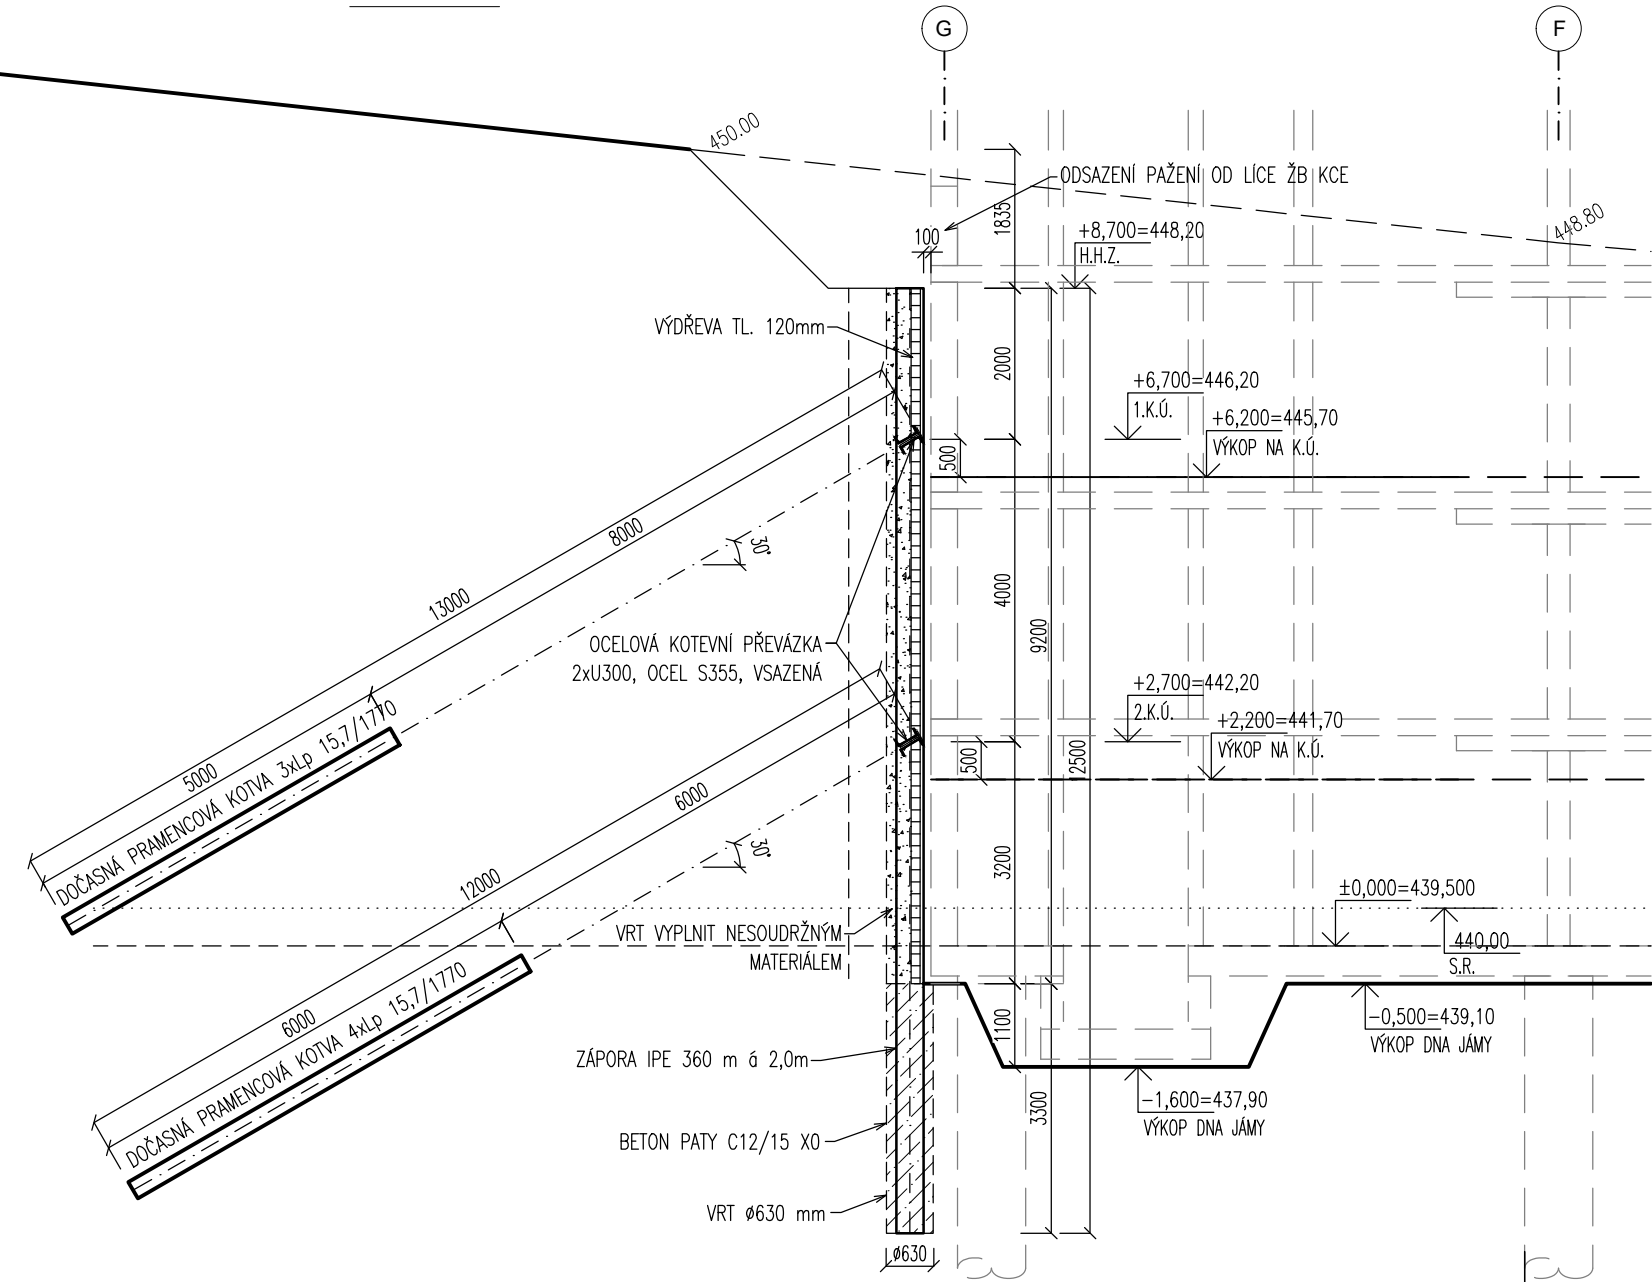 G
F
450.00
ODSAZENÍ PAŽENÍ OD LÍCE ŽB KCE
448.80
1835
100
+8,700=448,20
H.H.Z.
VÝDŘEVA TL. 120mm
2000
+6,700=446,20
1.K.Ú.
+6,200=445,70
VÝKOP NA K.Ú.
500
8000
30°
13000
4000
9200
OCELOVÁ KOTEVNÍ PŘEVÁZKA
2xU300, OCEL S355, VSAZENÁ
+2,700=442,20
2.K.Ú.
+2,200=441,70
VÝKOP NA K.Ú.
500
12500
5000
DOČASNÁ PRAMENCOVÁ KOTVA 3xLp 15,7/1770
6000
30°
12000
3200
±0,000=439,500
VRT VYPLNIT NESOUDRŽNÝM
MATERIÁLEM
440,00
S.R.
6000
DOČASNÁ PRAMENCOVÁ KOTVA 4xLp 15,7/1770
1100
-0,500=439,10
VÝKOP DNA JÁMY
ZÁPORA IPE 360 m á 2,0m
3300
-1,600=437,90
VÝKOP DNA JÁMY
BETON PATY C12/15 X0
VRT ø630 mm
ø630